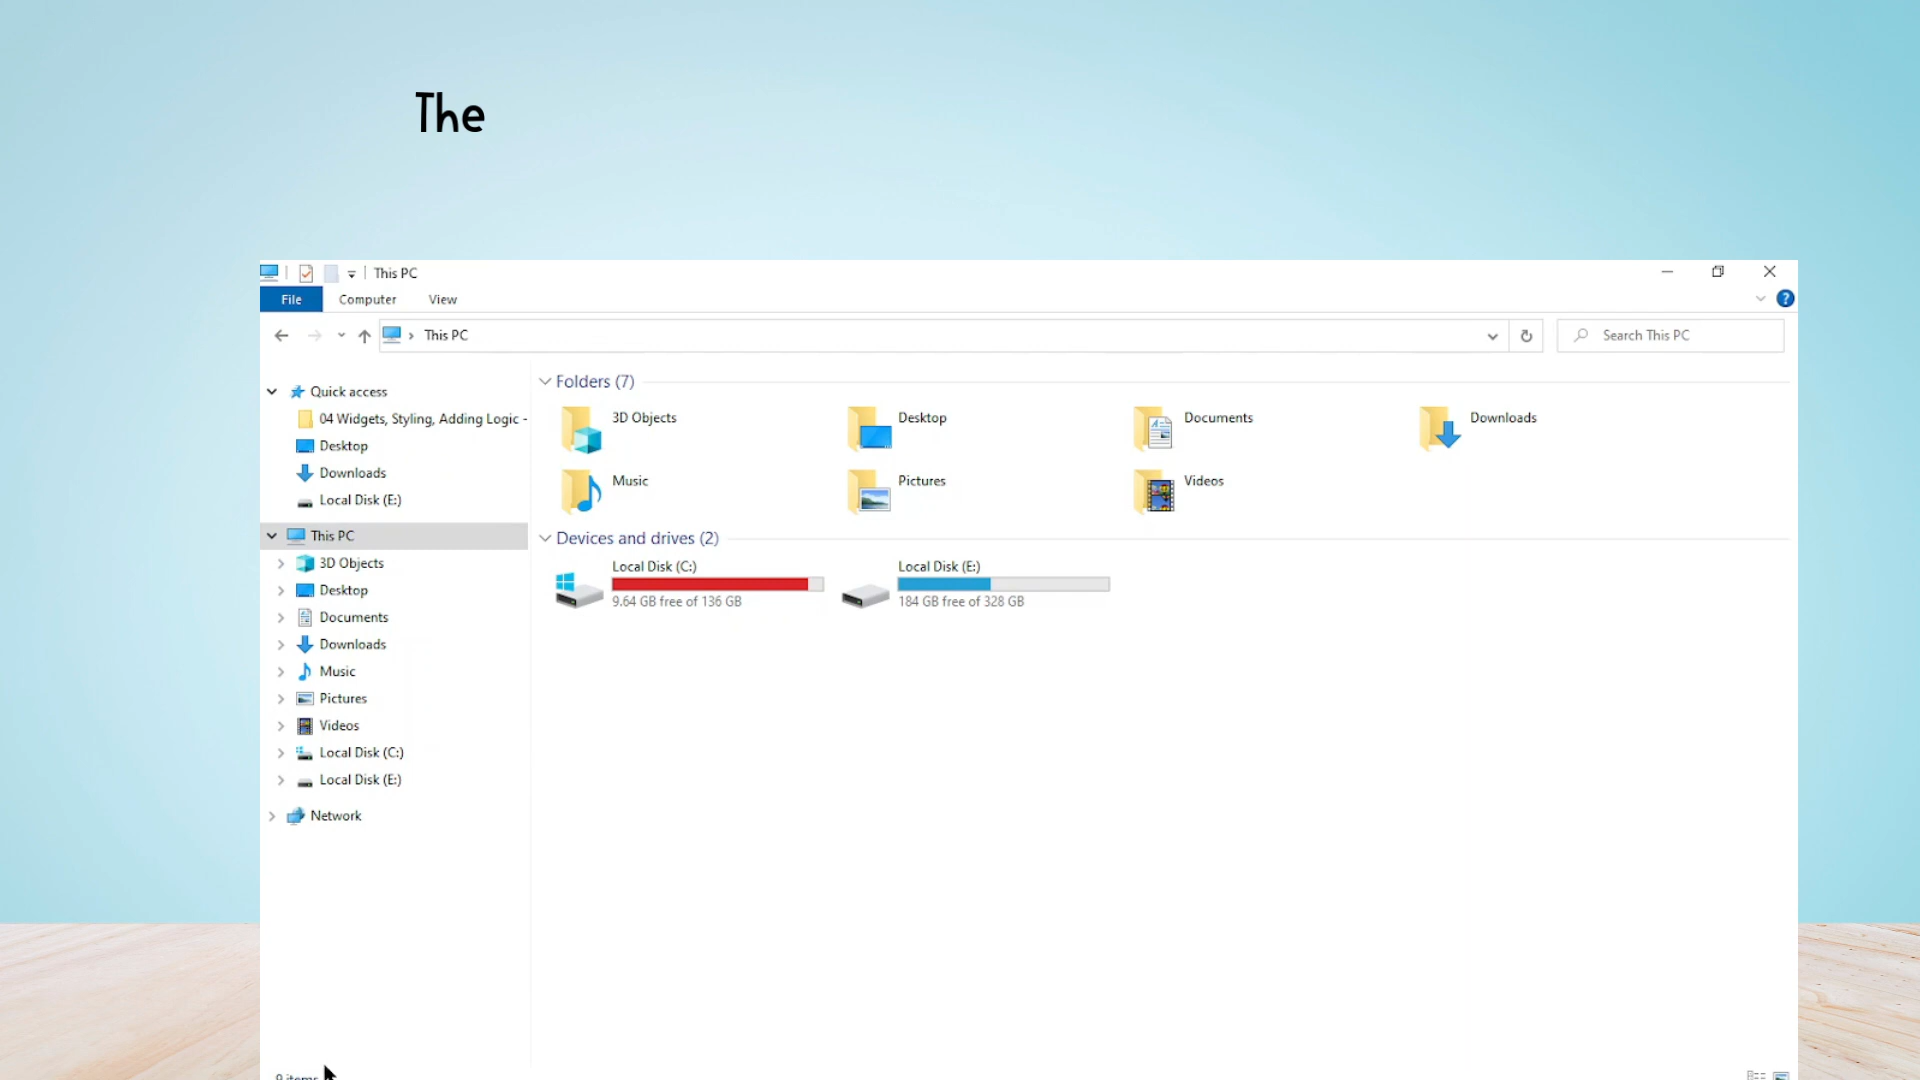 The
This PC
File Computer View
This PC
Search This PC
Quick access
04 Widgets, Styling, Adding Logic -
Desktop
Downloads
Local Disk (E:)
This PC
3D Objects
Desktop
Documents
Downloads
Music
Pictures
Videos
Local Disk (C:)
Local Disk (E:)
Network
Folders (7)
3D Objects
Desktop
Documents
Downloads
Music
Pictures
Videos
Devices and drives (2)
Local Disk (C:)
9.64 GB free of 136 GB
Local Disk (E:)
184 GB free of 328 GB
9 items